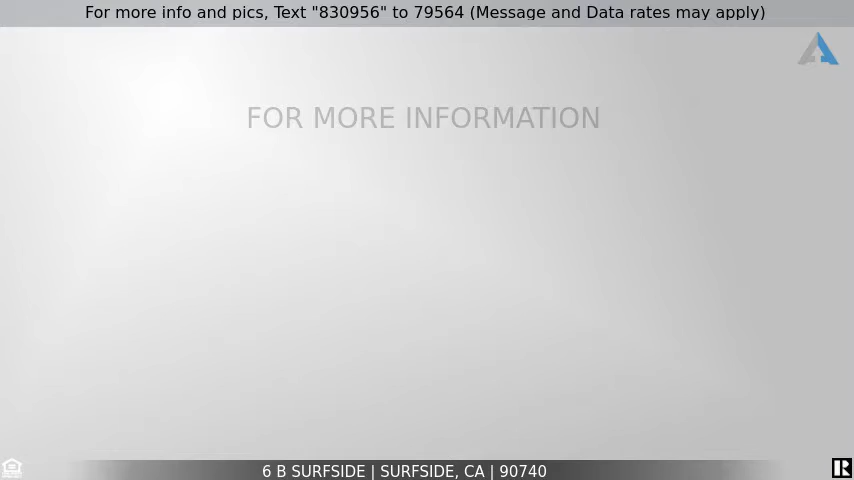 For more info and pics, Text "830956" to 79564 (Message and Data rates may apply)
FOR MORE INFORMATION
6 B SURFSIDE | SURFSIDE, CA | 90740